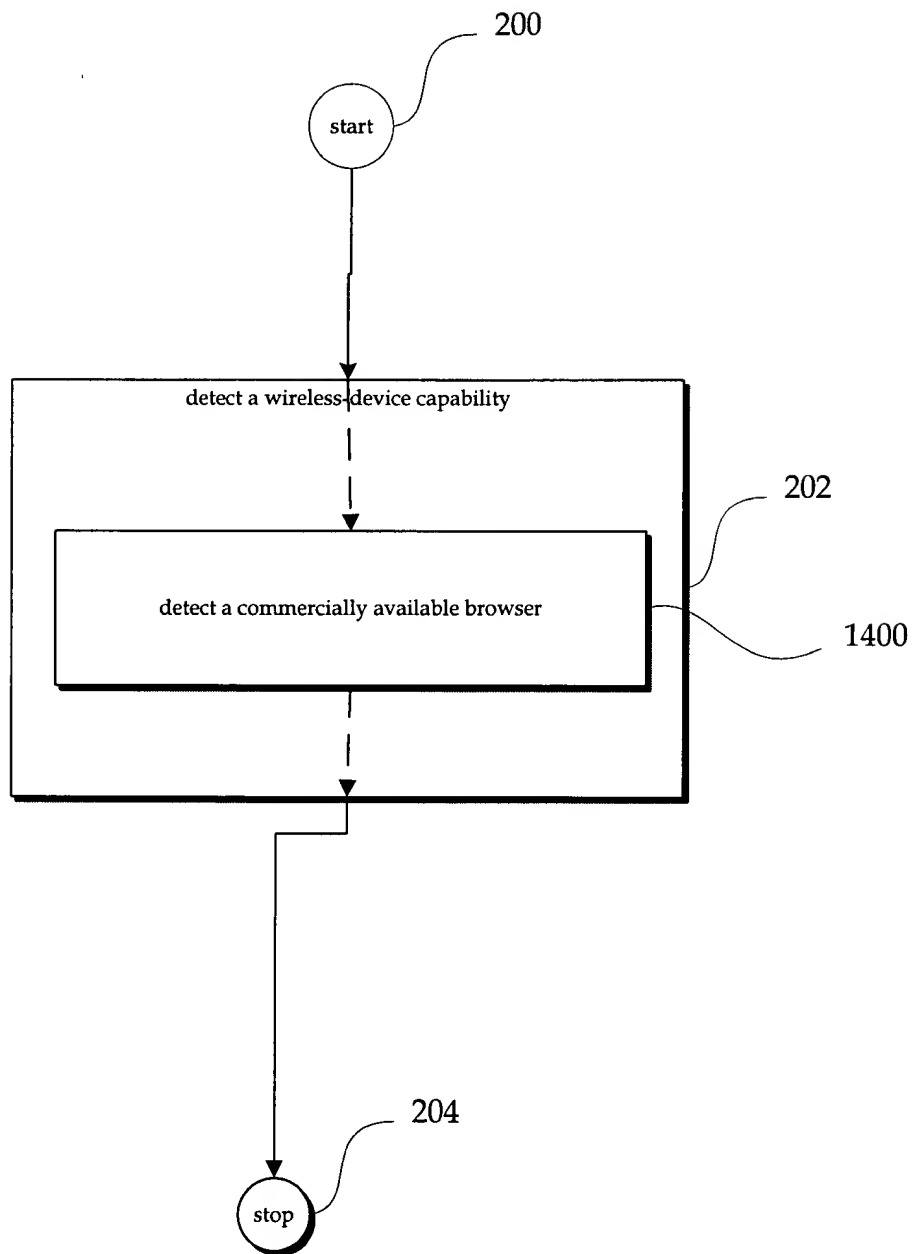 200
start
detect a wireless-device capability
202
detect a commercially available browser
1400
204
stop